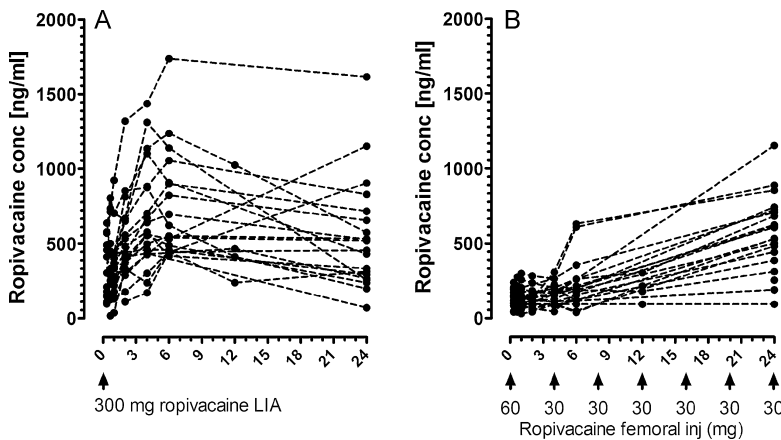 A
B
Ropivacaine conc [ng/ml]
2000
1500
1000
500
0
0 3 6 9 12 15 18 21 24
300 mg ropivacaine LIA
Ropivacaine conc [ng/ml]
2000
1500
1000
500
0
0 3 6 9 12 15 18 21 24
60 30 30 30 30 30 30
Ropivacaine femoral inj (mg)